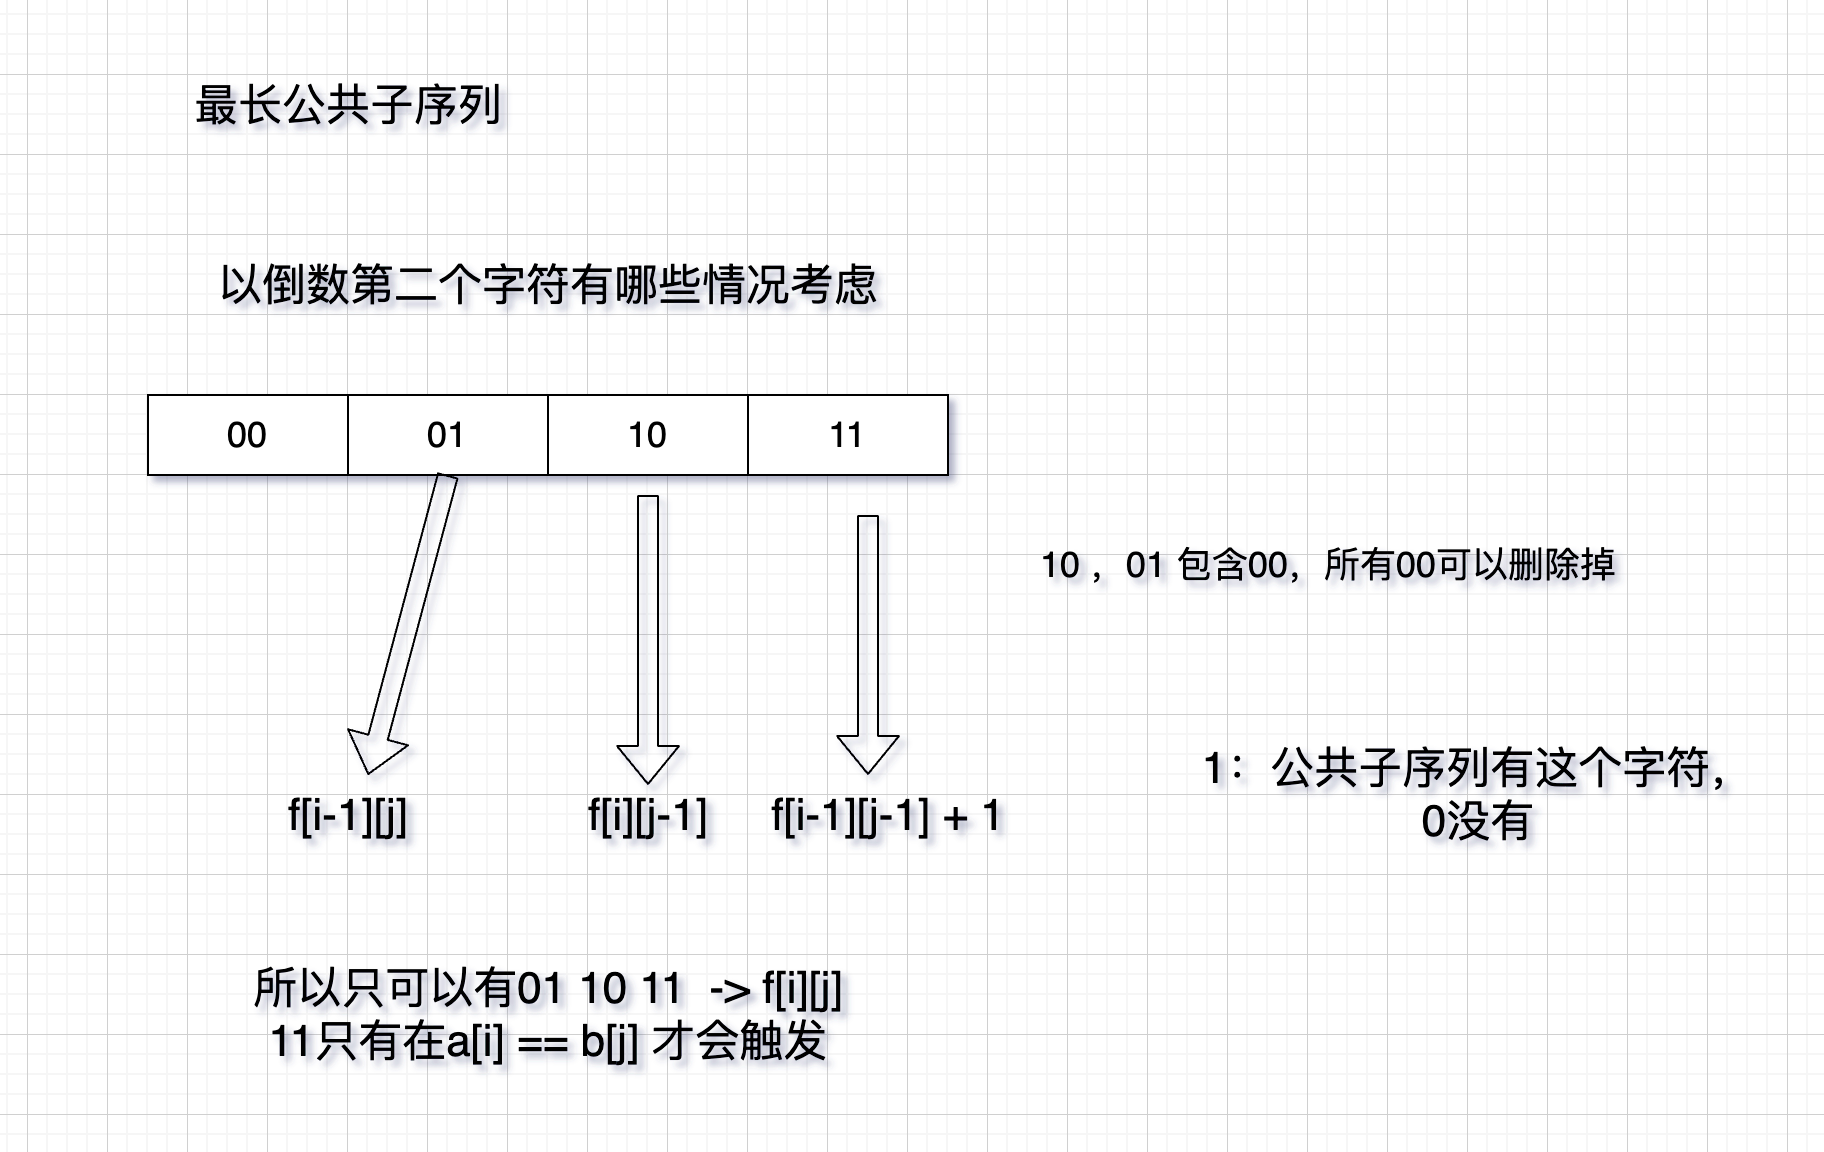 最长公共子序列
以倒数第二个字符有哪些情况考虑
00 01 10 11
10 ，01 包含00，所有00可以删除掉
f[i-1][j] f[i][j-1] f[i-1][j-1] + 1
1：公共子序列有这个字符，
0没有
所以只可以有01 10 11 -> f[i][j]
11只有在a[i] == b[j] 才会触发